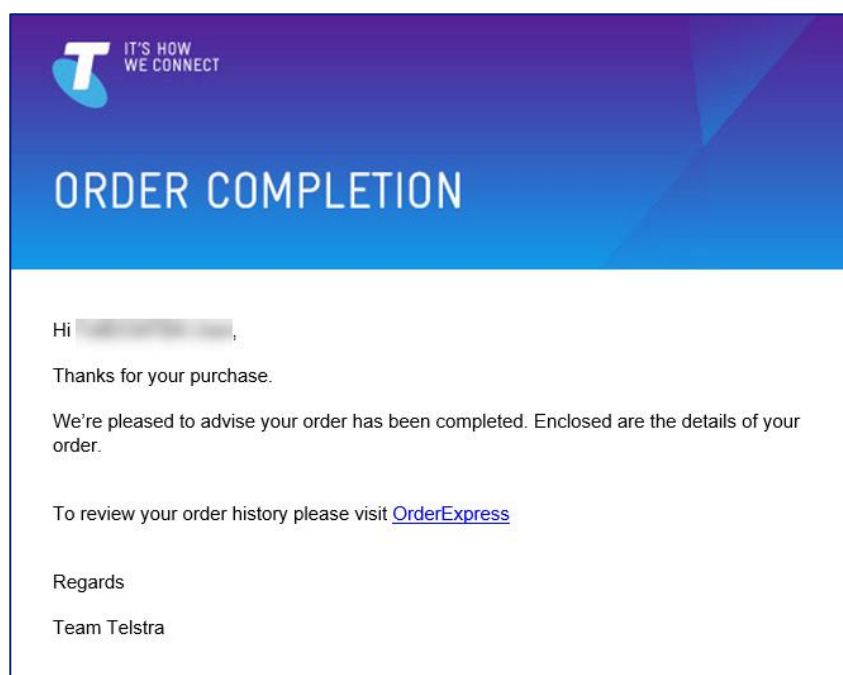 T
IT'S HOW
WE CONNECT
ORDER COMPLETION
Hi ,
Thanks for your purchase.
We’re pleased to advise your order has been completed. Enclosed are the details of your
order.
To review your order history please visit OrderExpress
Regards
Team Telstra